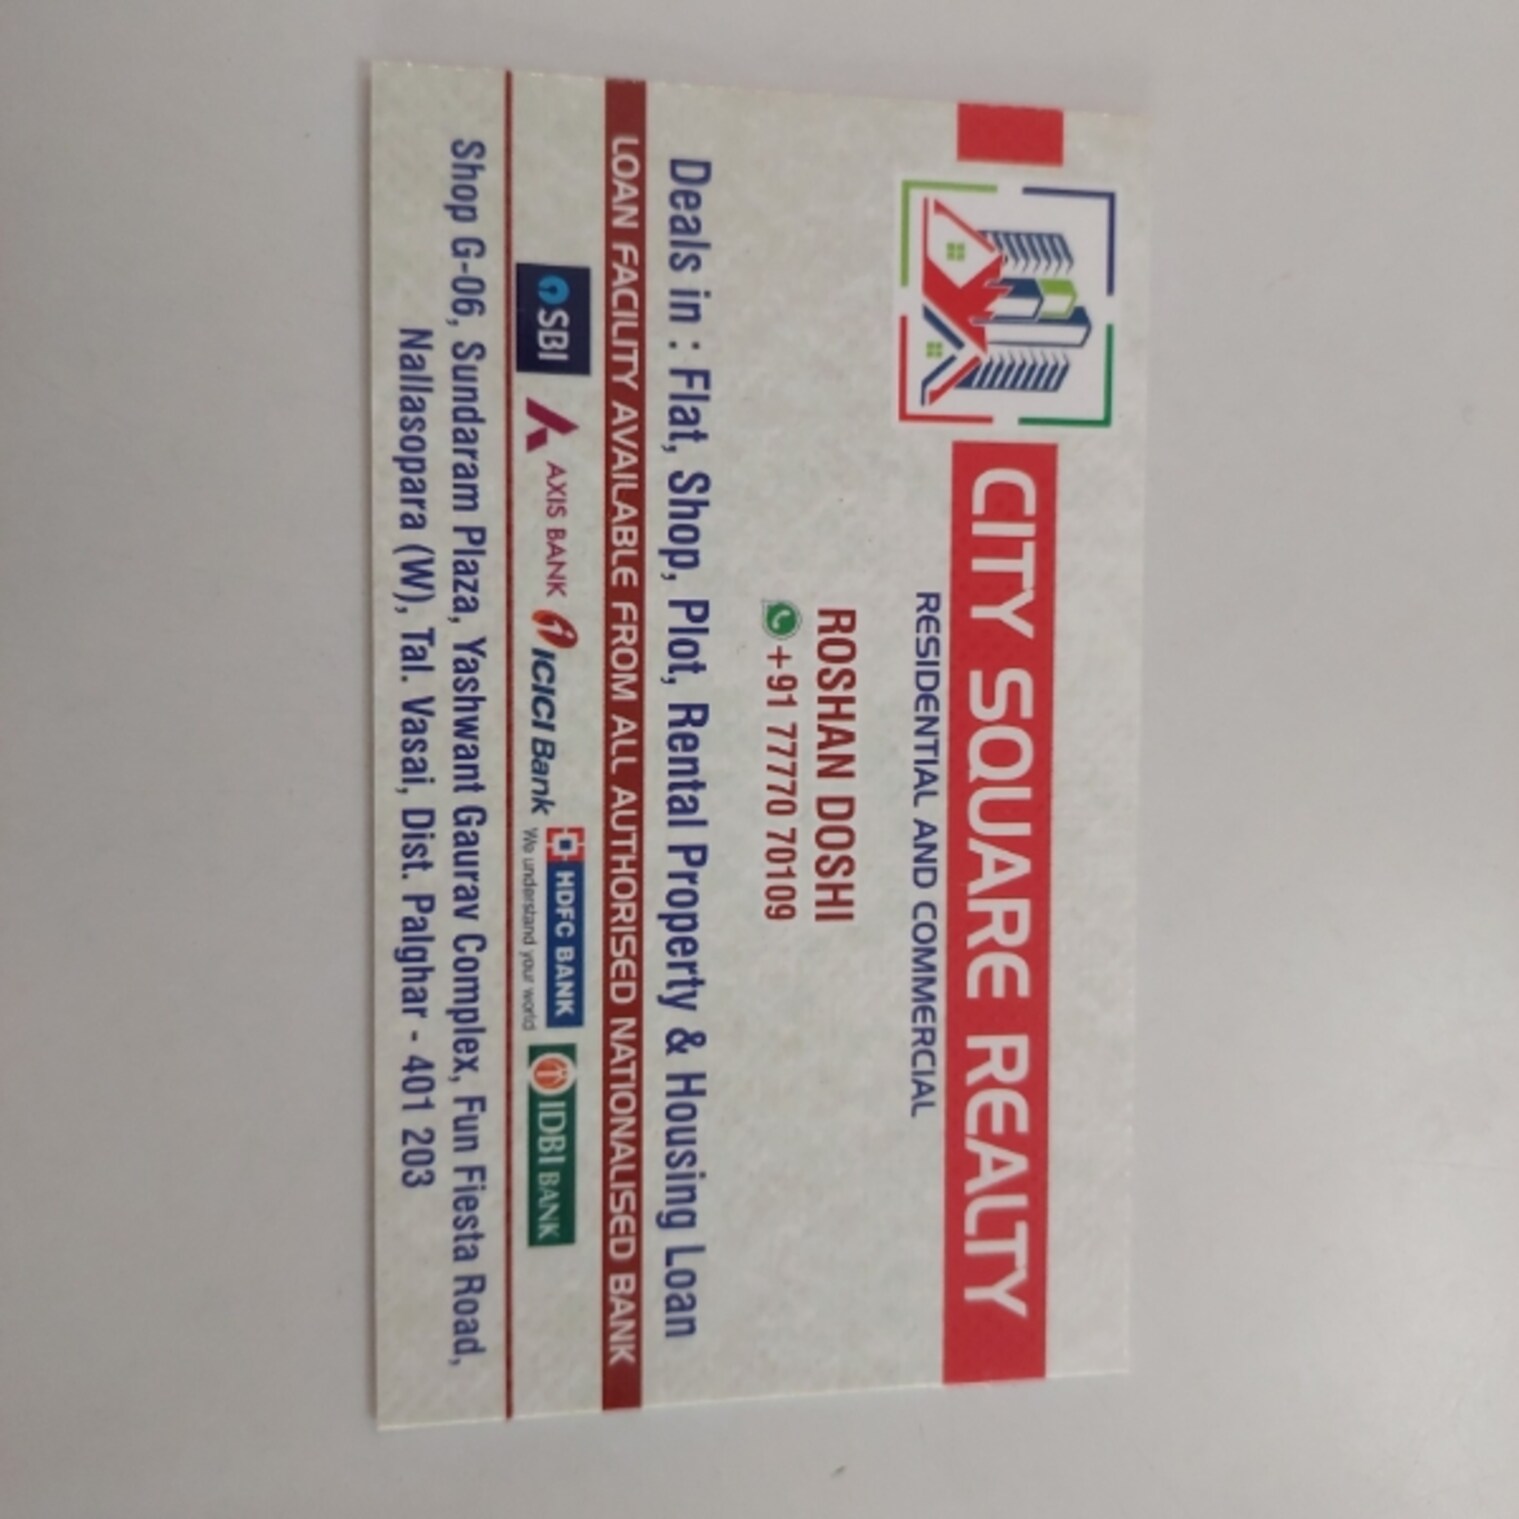 CITY SQUARE REALTY
RESIDENTIAL AND COMMERCIAL
ROSHAN DOSHI
+91 77770 70109
Deals in : Flat, Shop, Plot, Rental Property & Housing Loan
LOAN FACILITY AVAILABLE FROM ALL AUTHORISED NATIONALISED BANK
SBI AXIS BANK ICICI Bank HDFC BANK IDBI BANK
We understand your world
Shop G-06, Sundaram Plaza, Yashwant Gaurav Complex, Fun Fiesta Road,
Nallasopara (W), Tal. Vasai, Dist. Palghar - 401 203